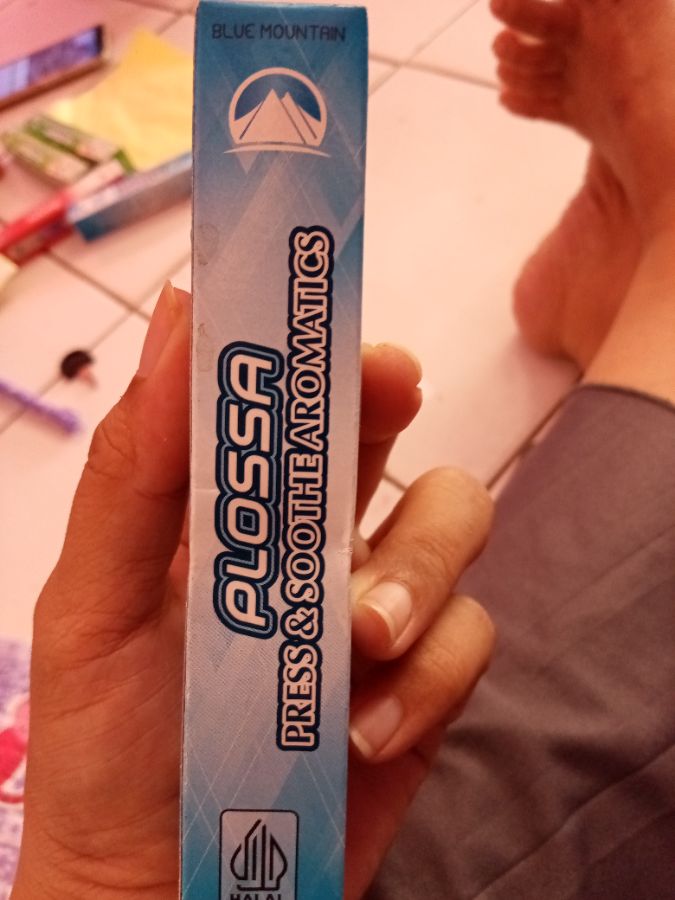 BLUE MOUNTAIN
PLOSSA
PRESS & SOOTHE AROMATICS
HALAL